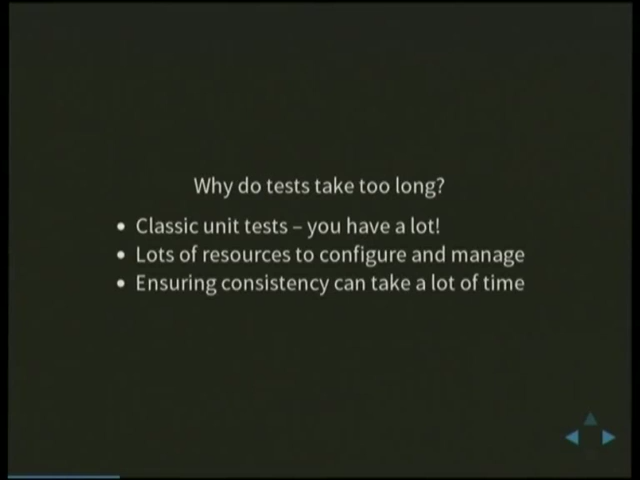 Why do tests take too long?
• Classic unit tests – you have a lot!
• Lots of resources to configure and manage
• Ensuring consistency can take a lot of time